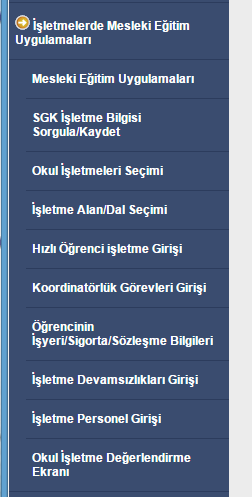 İşletmelerde Mesleki Eğitim
Uygulamaları
Mesleki Eğitim Uygulamaları
SGK İşletme Bilgisi
Sorgula/Kaydet
Okul İşletmeleri Seçimi
İşletme Alan/Dal Seçimi
Hızlı Öğrenci işletme Girişi
Koordinatörlük Görevleri Girişi
Öğrencinin
İşyeri/Sigorta/Sözleşme Bilgileri
İşletme Devamsızlıkları Girişi
İşletme Personel Girişi
Okul İşletme Değerlendirme
Ekranı